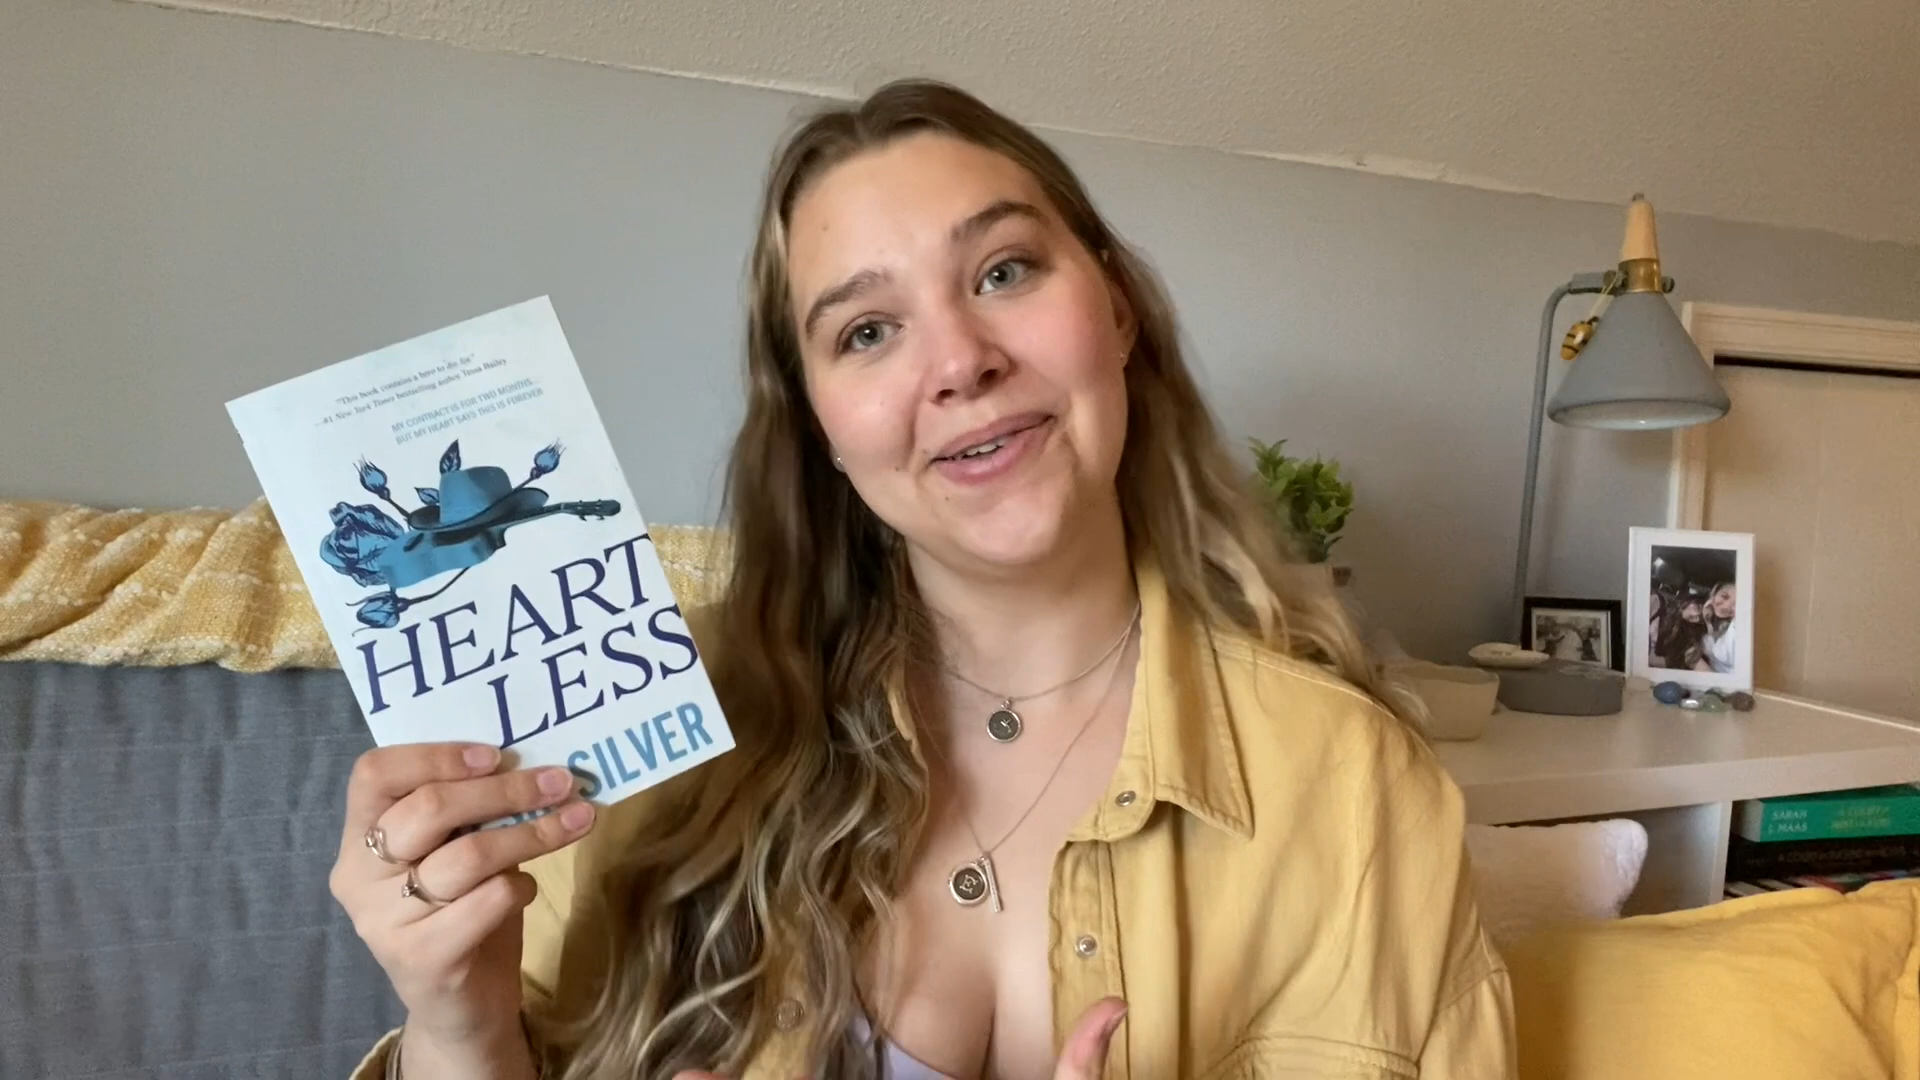 "This book contains a hero to die for."
—#1 New York Times bestselling author Tessa Bailey
MY CONTRACT IS FOR TWO MONTHS...
BUT MY HEART SAYS THIS IS FOREVER
HEART
LESS
SILVER
SARAH
J. MAAS
A COURT